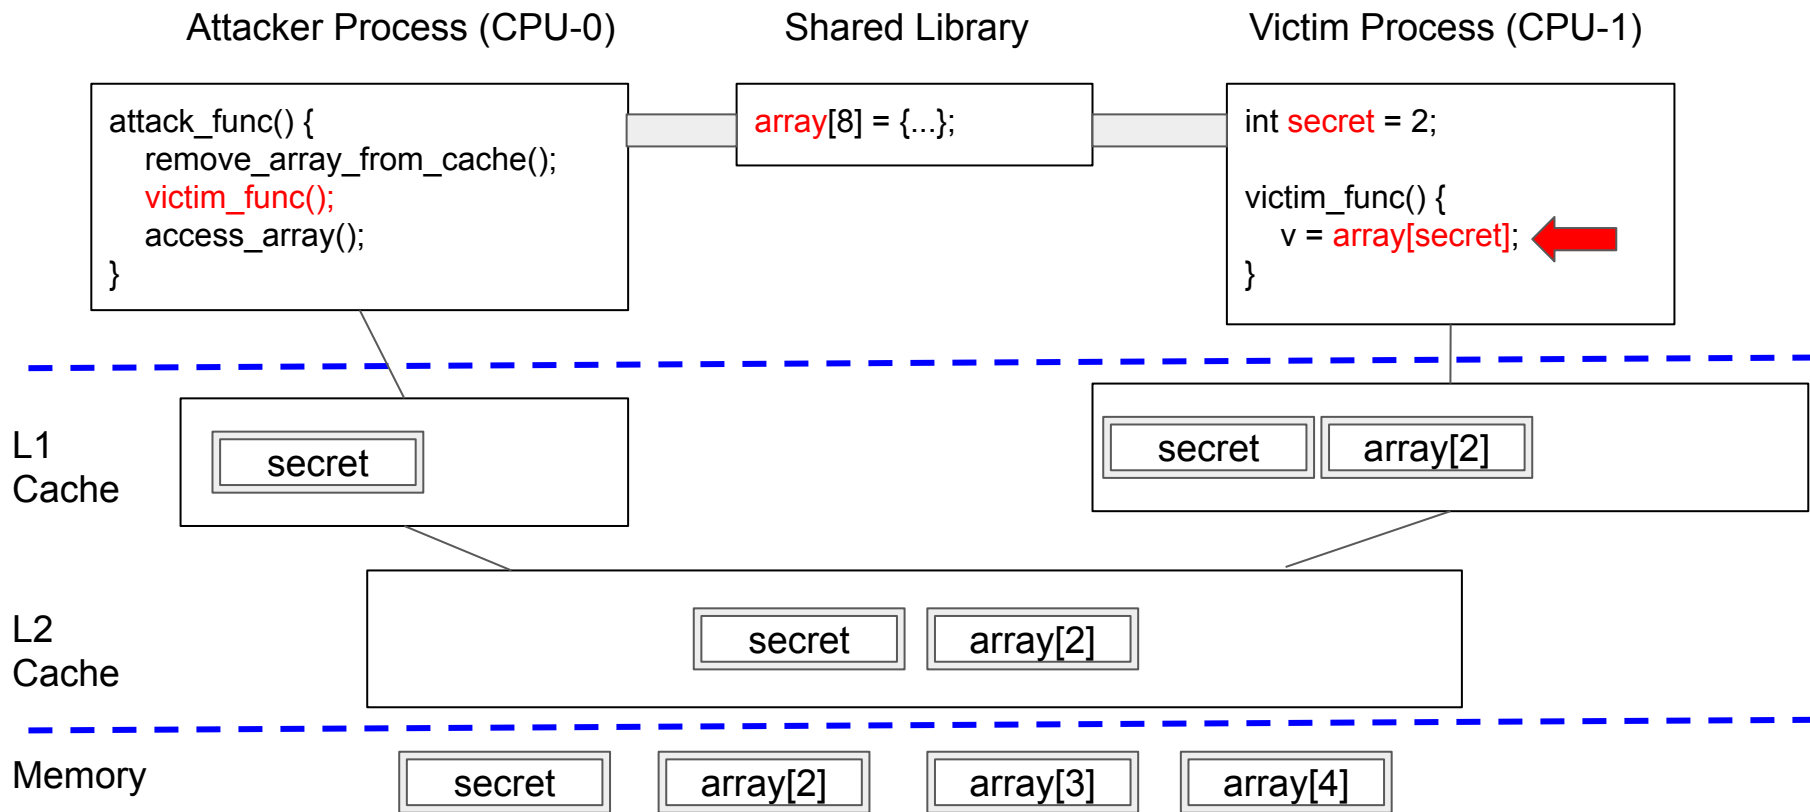 Attacker Process (CPU-0)
Shared Library
Victim Process (CPU-1)
attack_func() {
remove_array_from_cache();
victim_func();
access_array();
}
array[8] = {...};
int secret = 2;
victim_func() {
v = array[secret];
}
L1
Cache
secret
secret
array[2]
L2
Cache
secret
array[2]
Memory
secret
array[2]
array[3]
array[4]